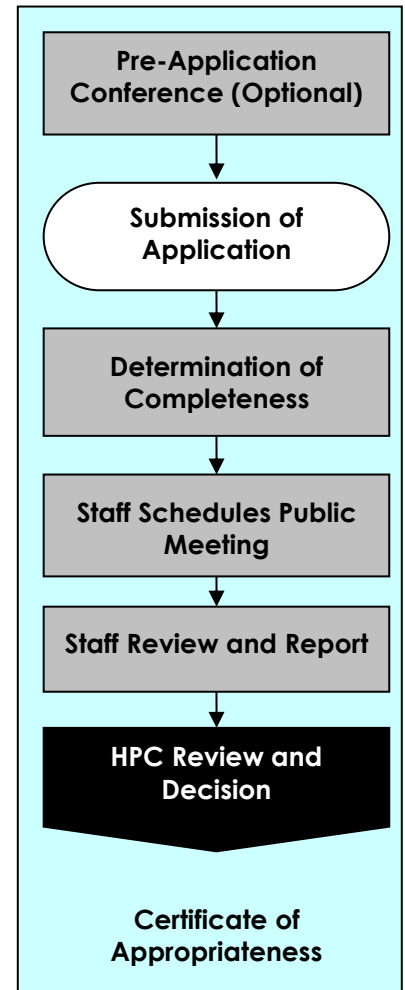 Pre-Application
Conference (Optional)
Submission of
Application
Determination of
Completeness
Staff Schedules Public
Meeting
Staff Review and Report
HPC Review and
Decision
Certificate of
Appropriateness